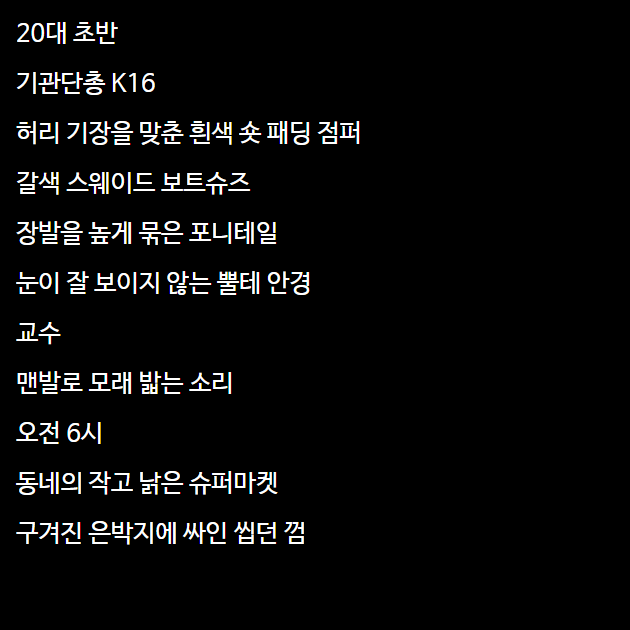 20대 초반
기관단총 K16
허리 기장을 맞춘 흰색 숏 패딩 점퍼
갈색 스웨이드 보트슈즈
장발을 높게 묶은 포니테일
눈이 잘 보이지 않는 뿔테 안경
교수
맨발로 모래 밟는 소리
오전 6시
동네의 작고 낡은 슈퍼마켓
구겨진 은박지에 싸인 씹던 껌